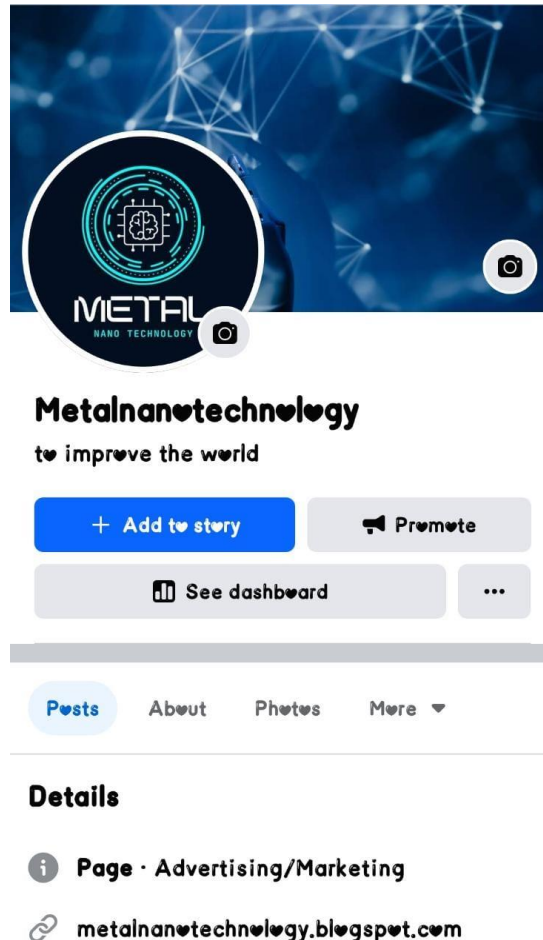 METAL
NANO TECHNOLOGY
Metalnanotechnology
to improve the world
+ Add to story
Promote
See dashboard
Posts About Photos More
Details
Page · Advertising/Marketing
metalnanotechnology.blogspot.com